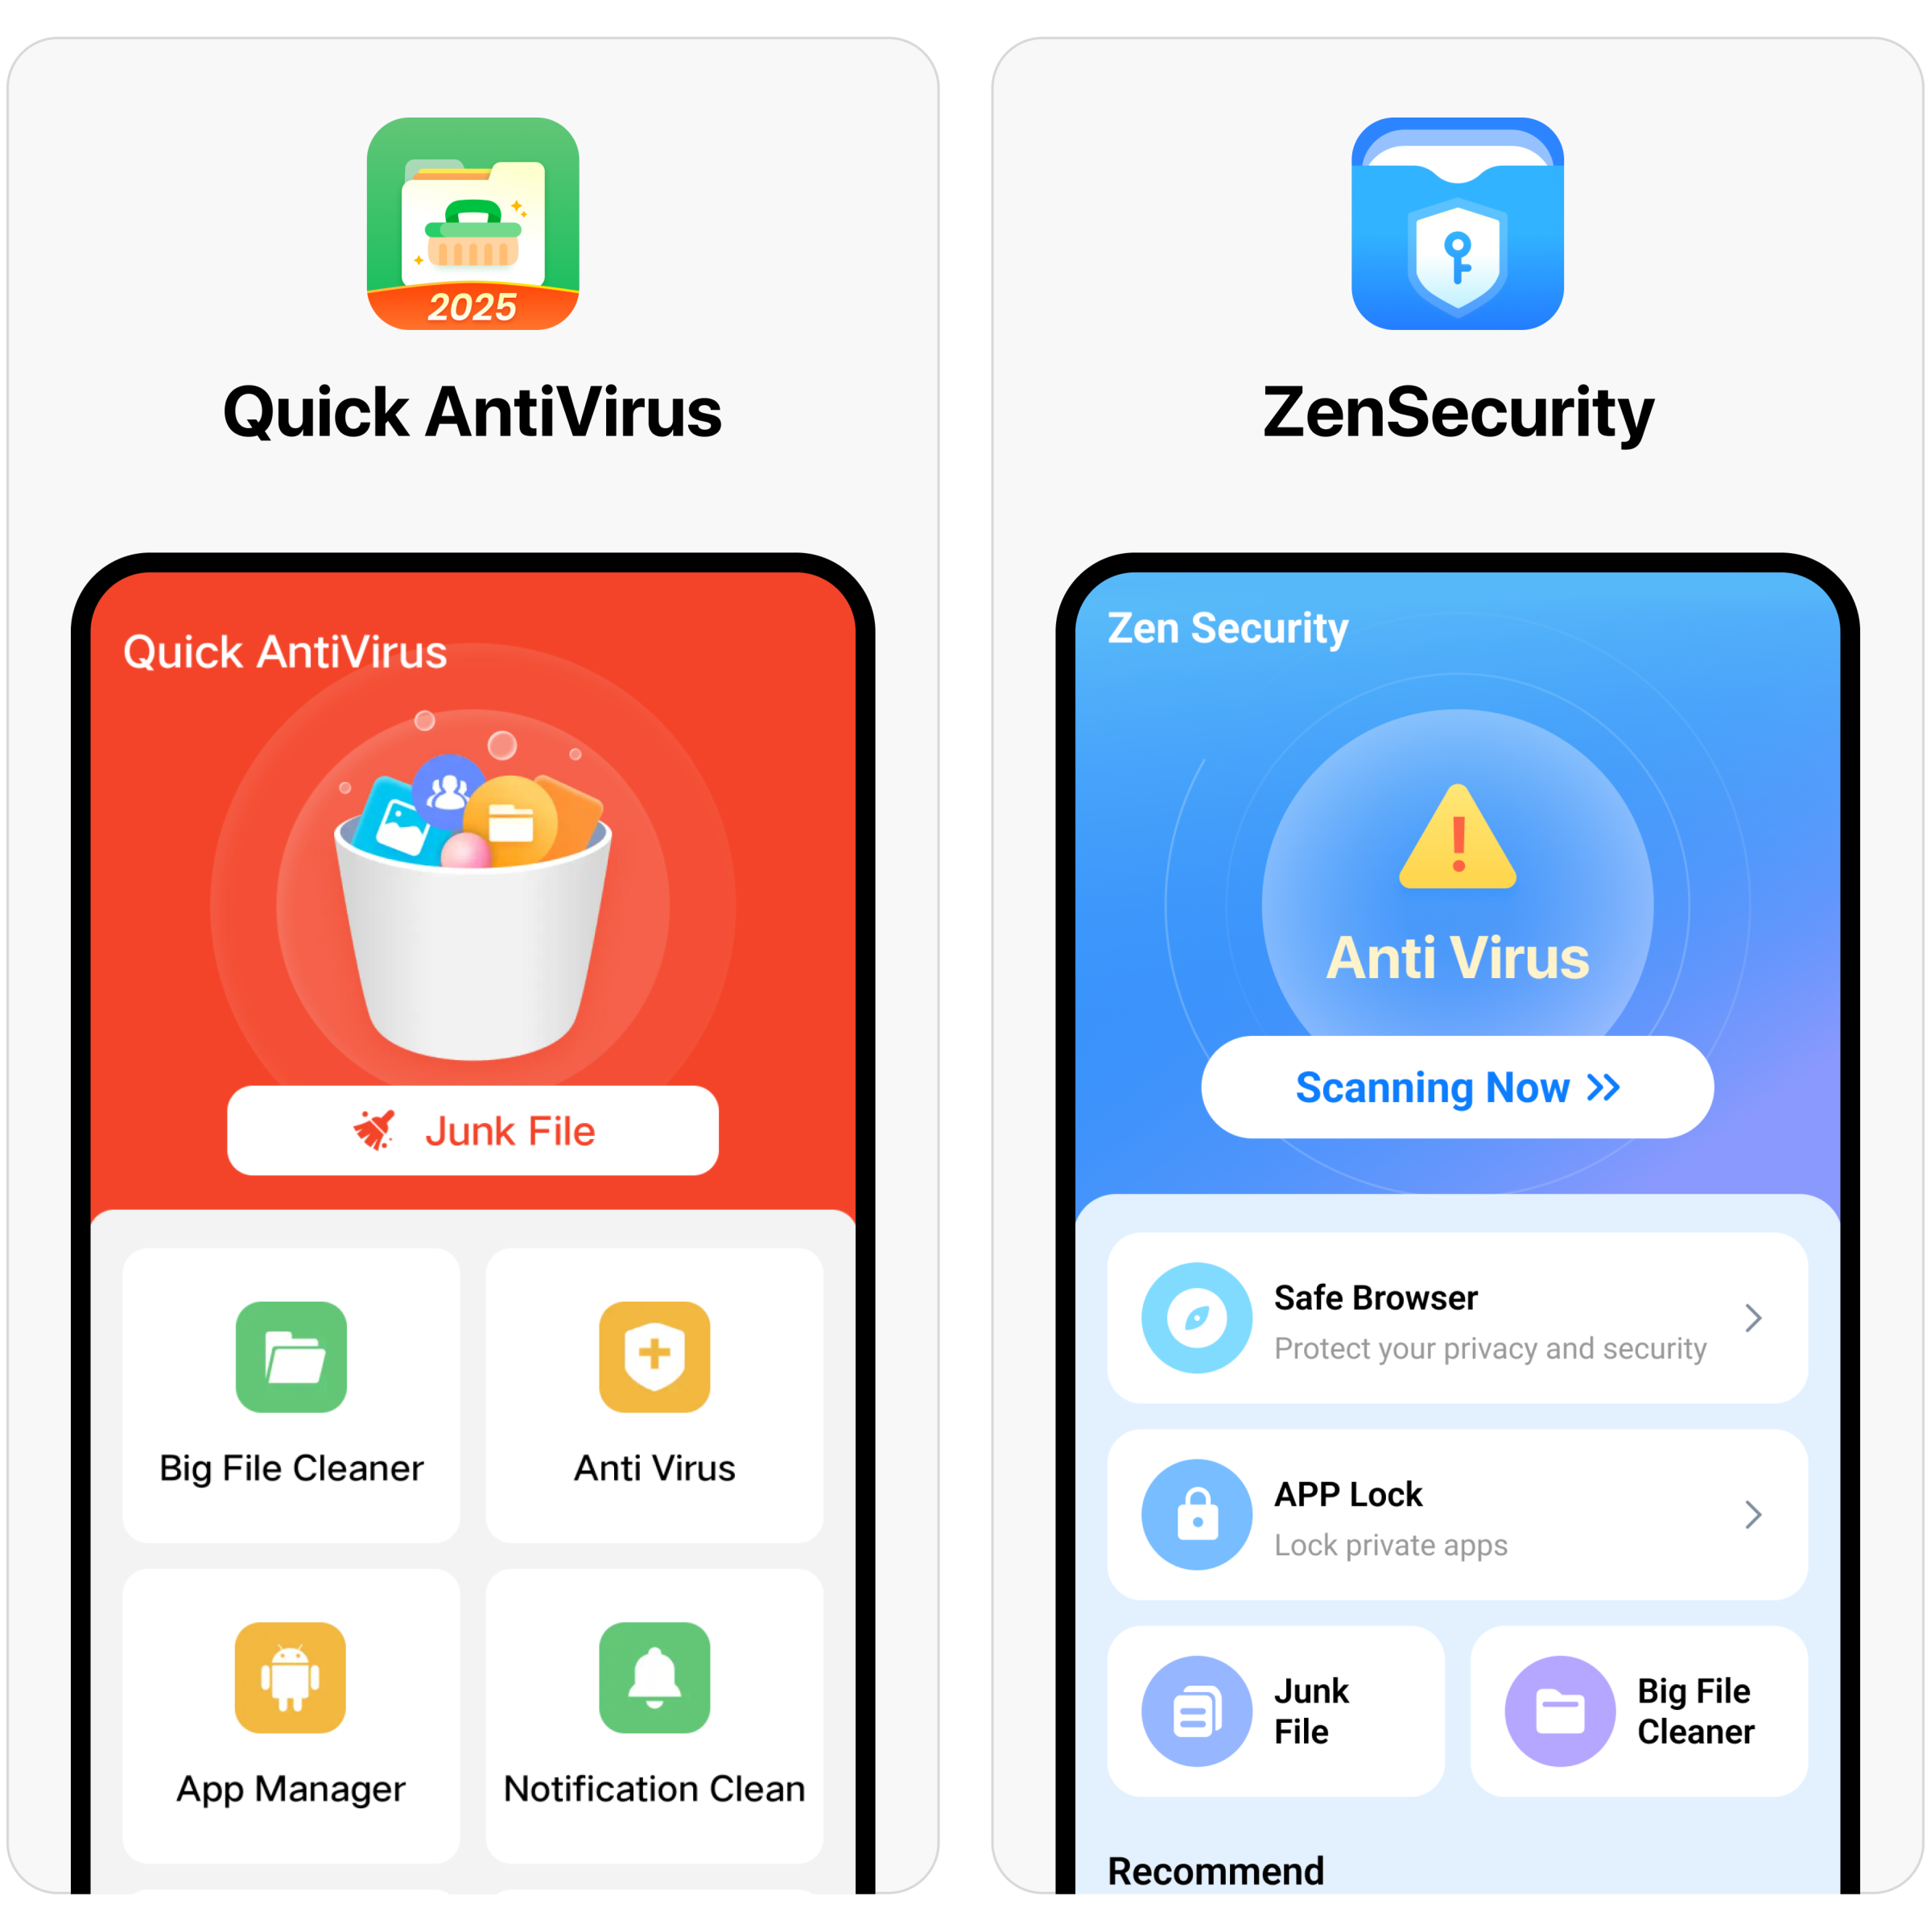 2025
Quick AntiVirus
Quick AntiVirus
Junk File
Big File Cleaner
Anti Virus
App Manager
Notification Clean
ZenSecurity
Zen Security
Anti Virus
Scanning Now
Safe Browser
Protect your privacy and security
APP Lock
Lock private apps
Junk
File
Big File
Cleaner
Recommend